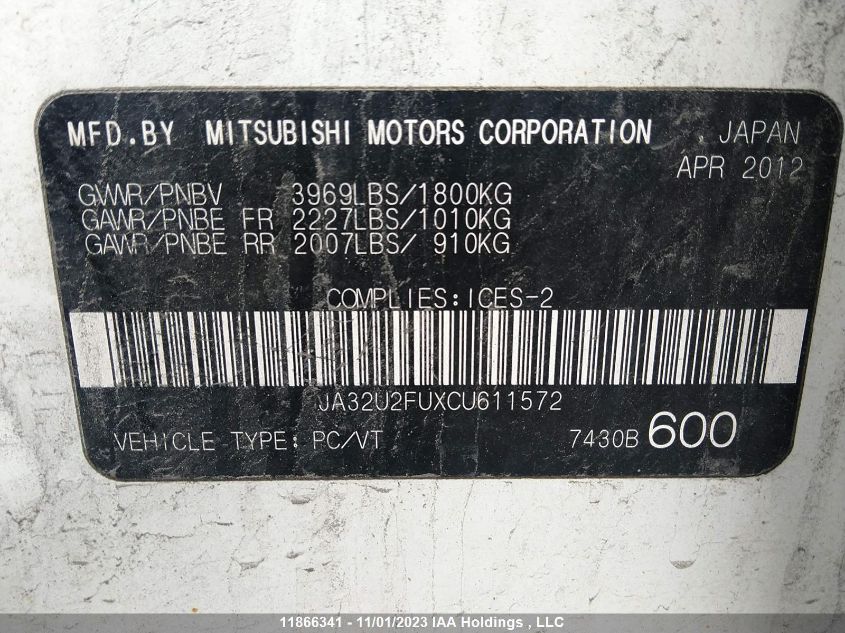 MFD.BY MITSUBISHI MOTORS CORPORATION JAPAN
APR 2012
GVWR/PNBV 3969LBS/1800KG
GAWR/PNBE FR 2227LBS/1010KG
GAWR/PNBE RR 2007LBS/ 910KG
COMPLIES:ICES-2
JA32U2FUXCU611572
VEHICLE TYPE: PC/VT 7430B 600
11866341 - 11/01/2023 IAA Holdings , LLC